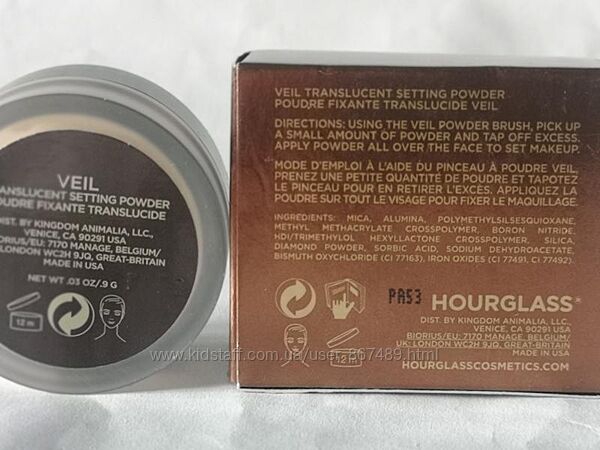 VEIL
TRANSLUCENT SETTING POWDER
POUDRE FIXANTE TRANSLUCIDE
DIST. BY KINGDOM ANIMALIA, LLC.,
VENICE, CA 90291 USA
BIORIUS/EU: 7170 MANAGE, BELGIUM/
LONDON WC2H 9JQ, GREAT-BRITAIN
MADE IN USA
NET WT .03 OZ/.9 G
12 m
VEIL TRANSLUCENT SETTING POWDER
POUDRE FIXANTE TRANSLUCIDE VEIL
DIRECTIONS: USING THE VEIL POWDER BRUSH, PICK UP
A SMALL AMOUNT OF POWDER AND TAP OFF EXCESS.
APPLY POWDER ALL OVER THE FACE TO SET MAKEUP.
MODE D'EMPLOI À L'AIDE DU PINCEAU À POUDRE VEIL
PRENEZ UNE PETITE QUANTITÉ DE POUDRE ET TAPOTEZ
LE PINCEAU POUR EN RETIRER L'EXCÈS. APPLIQUEZ LA
POUDRE SUR TOUT LE VISAGE POUR FIXER LE MAQUILLAGE.
INGREDIENTS: MICA, ALUMINA, POLYMETHYLSILSESQUIOXANE,
METHYL METHACRYLATE CROSSPOLYMER, BORON NITRIDE,
HDI/TRIMETHYLOL HEXYLLACTONE CROSSPOLYMER, SILICA,
DIAMOND POWDER, SORBIC ACID, SODIUM DEHYDROACETATE,
BISMUTH OXYCHLORIDE (CI 77163), IRON OXIDES (CI 77491, CI 77492).
PA53
HOURGLASS®
DIST. BY KINGDOM ANIMALIA, LLC.,
VENICE, CA 90291 USA
BIORIUS/EU: 7170 MANAGE, BELGIUM/
UK: LONDON WC2H 9JQ, GREAT-BRITAIN
MADE IN USA
HOURGLASSCOSMETICS.COM
12 M
www.kidstaff.com.ua/user-367489.html